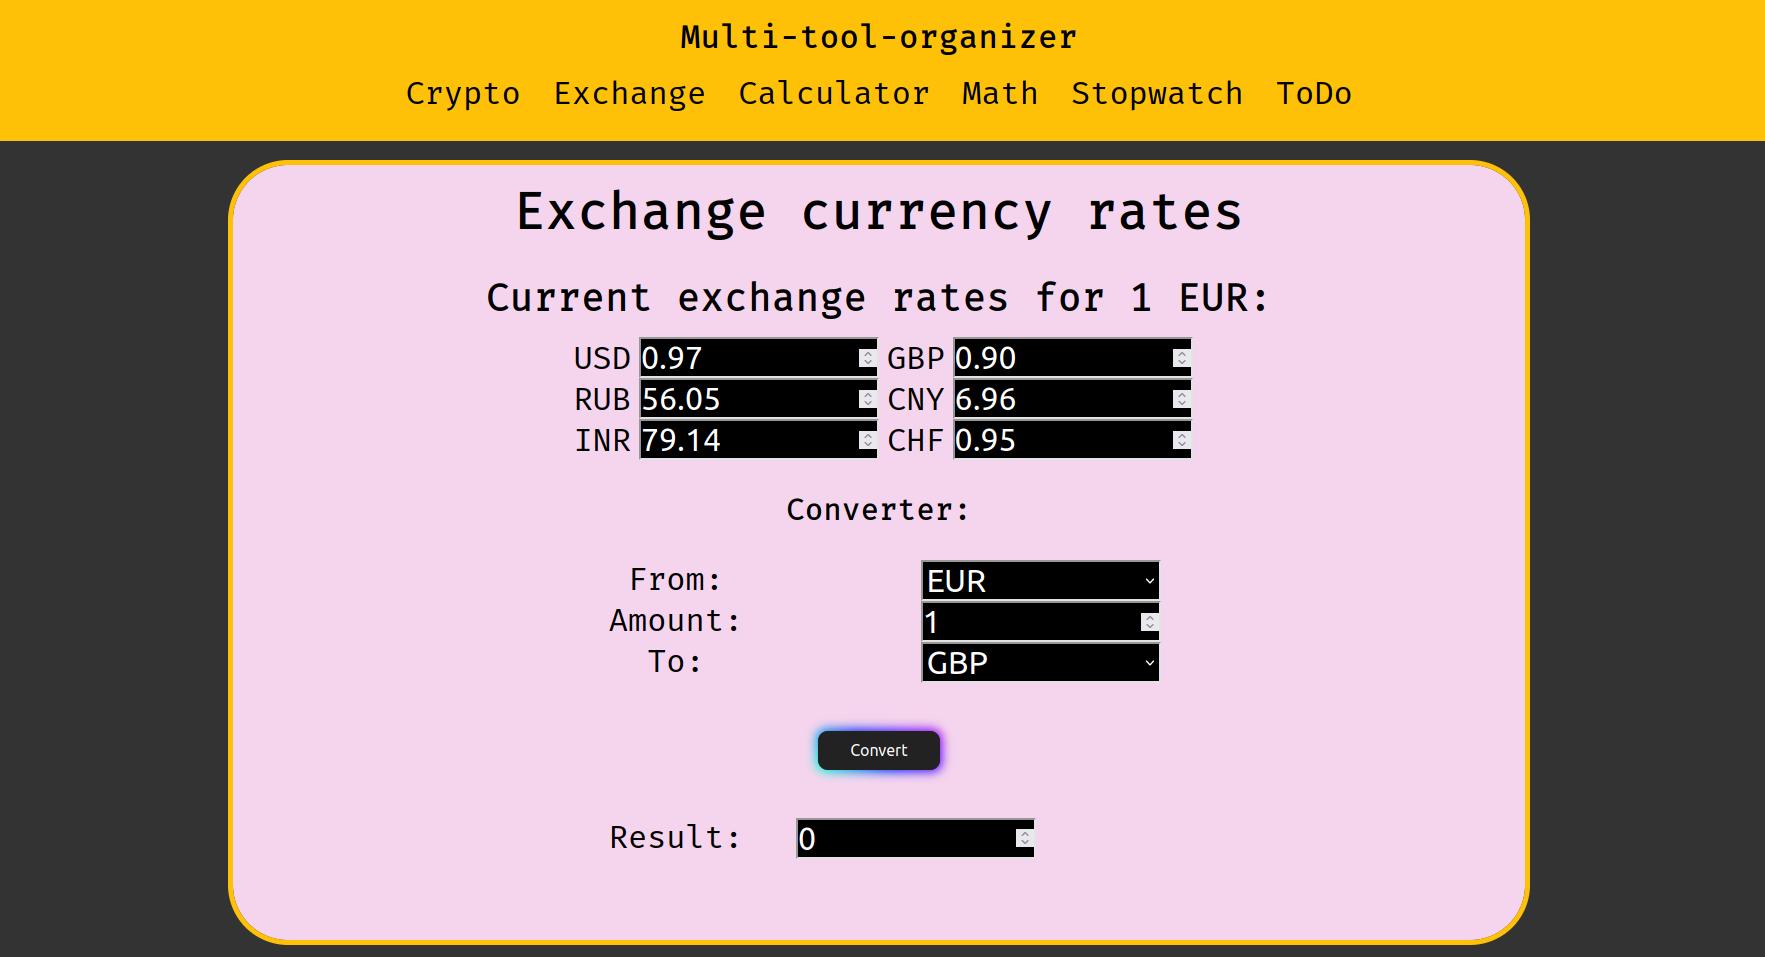 Multi-tool-organizer
Crypto Exchange Calculator Math Stopwatch ToDo
Exchange currency rates
Current exchange rates for 1 EUR:
USD 0.97 GBP 0.90
RUB 56.05 CNY 6.96
INR 79.14 CHF 0.95
Converter:
From: EUR
Amount: 1
To: GBP
Convert
Result: 0